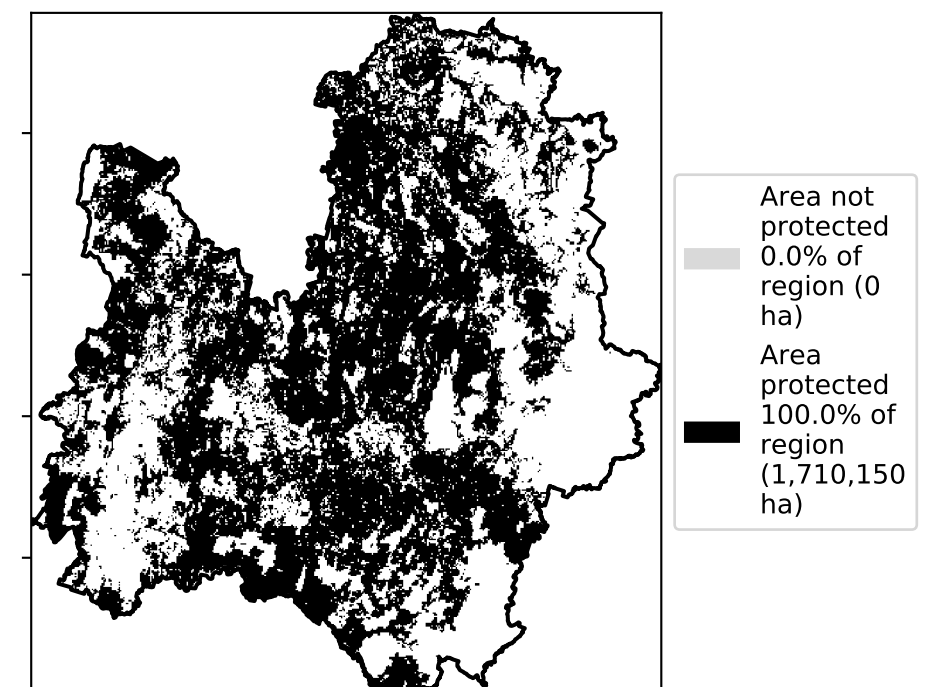 Area not
protected
0.0% of
region (0
ha)
Area
protected
100.0% of
region
(1,710,150
ha)